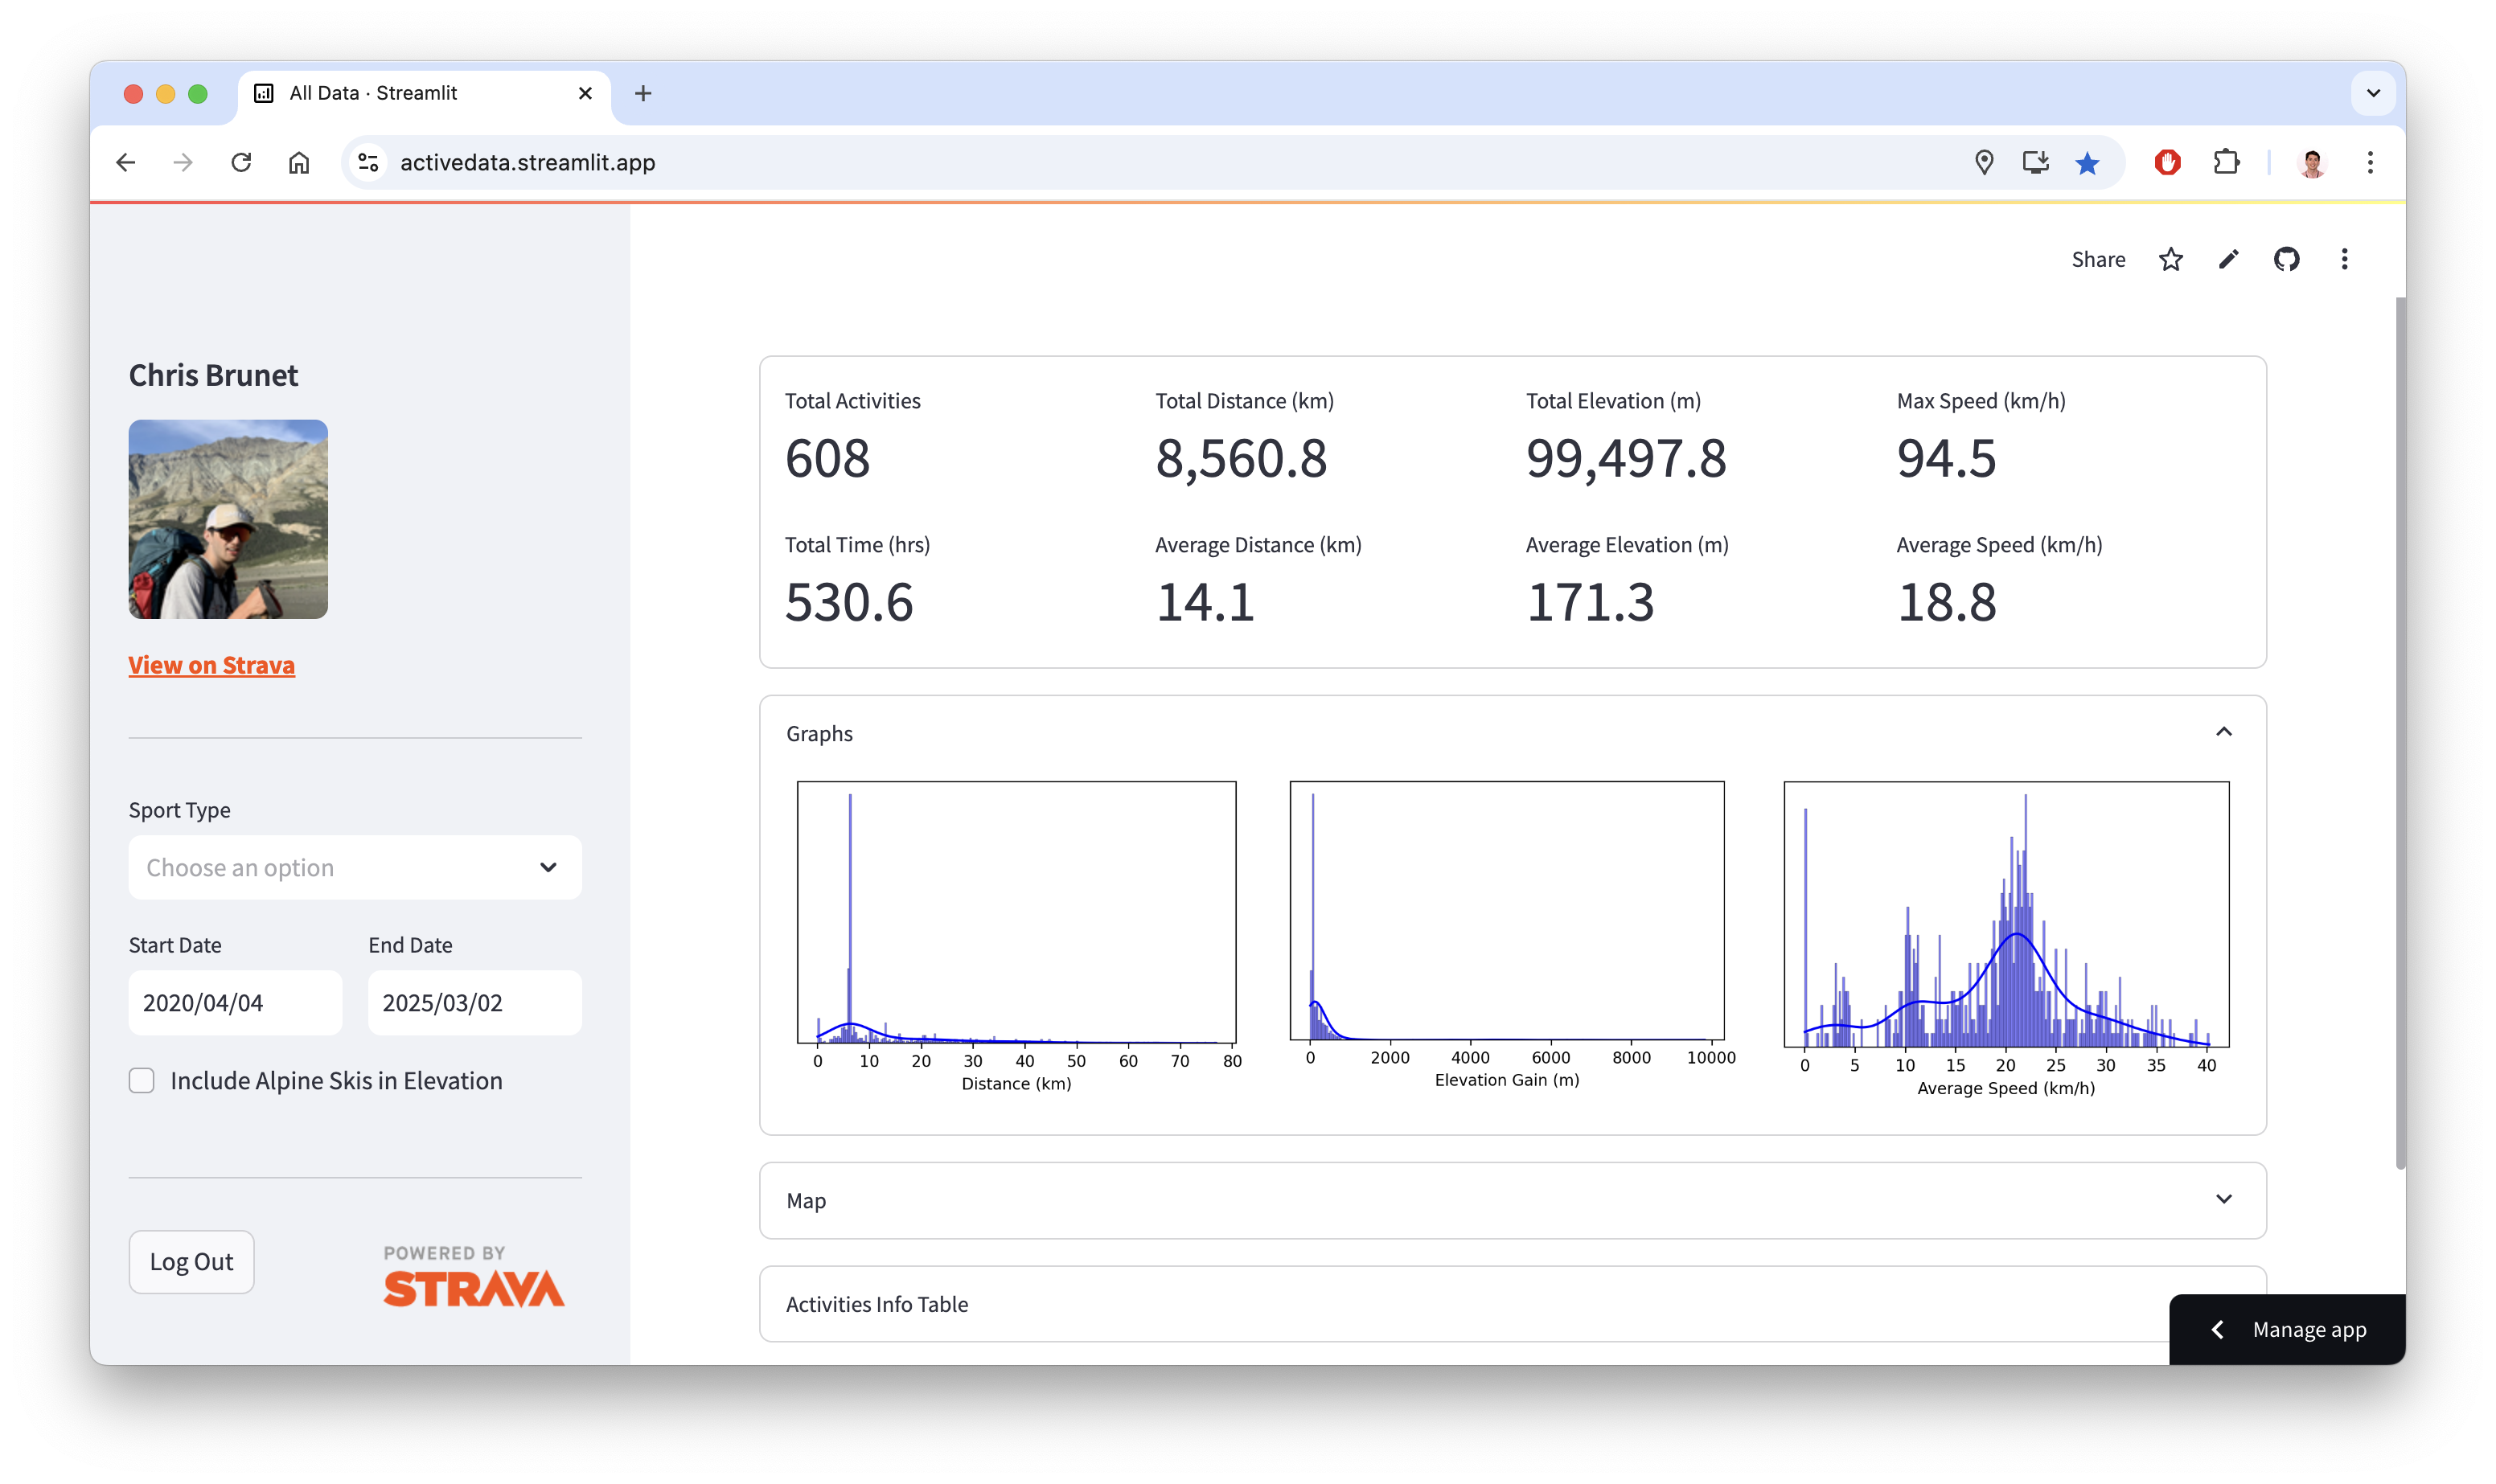 All Data · Streamlit
activedata.streamlit.app
Share
Chris Brunet
View on Strava
Sport Type
Choose an option
Start Date End Date
2020/04/04 2025/03/02
Include Alpine Skis in Elevation
Log Out
POWERED BY
STRAVA
Total Activities Total Distance (km) Total Elevation (m) Max Speed (km/h)
608 8,560.8 99,497.8 94.5
Total Time (hrs) Average Distance (km) Average Elevation (m) Average Speed (km/h)
530.6 14.1 171.3 18.8
Graphs
0 10 20 30 40 50 60 70 80
Distance (km)
0 2000 4000 6000 8000 10000
Elevation Gain (m)
0 5 10 15 20 25 30 35 40
Average Speed (km/h)
Map
Activities Info Table
Manage app